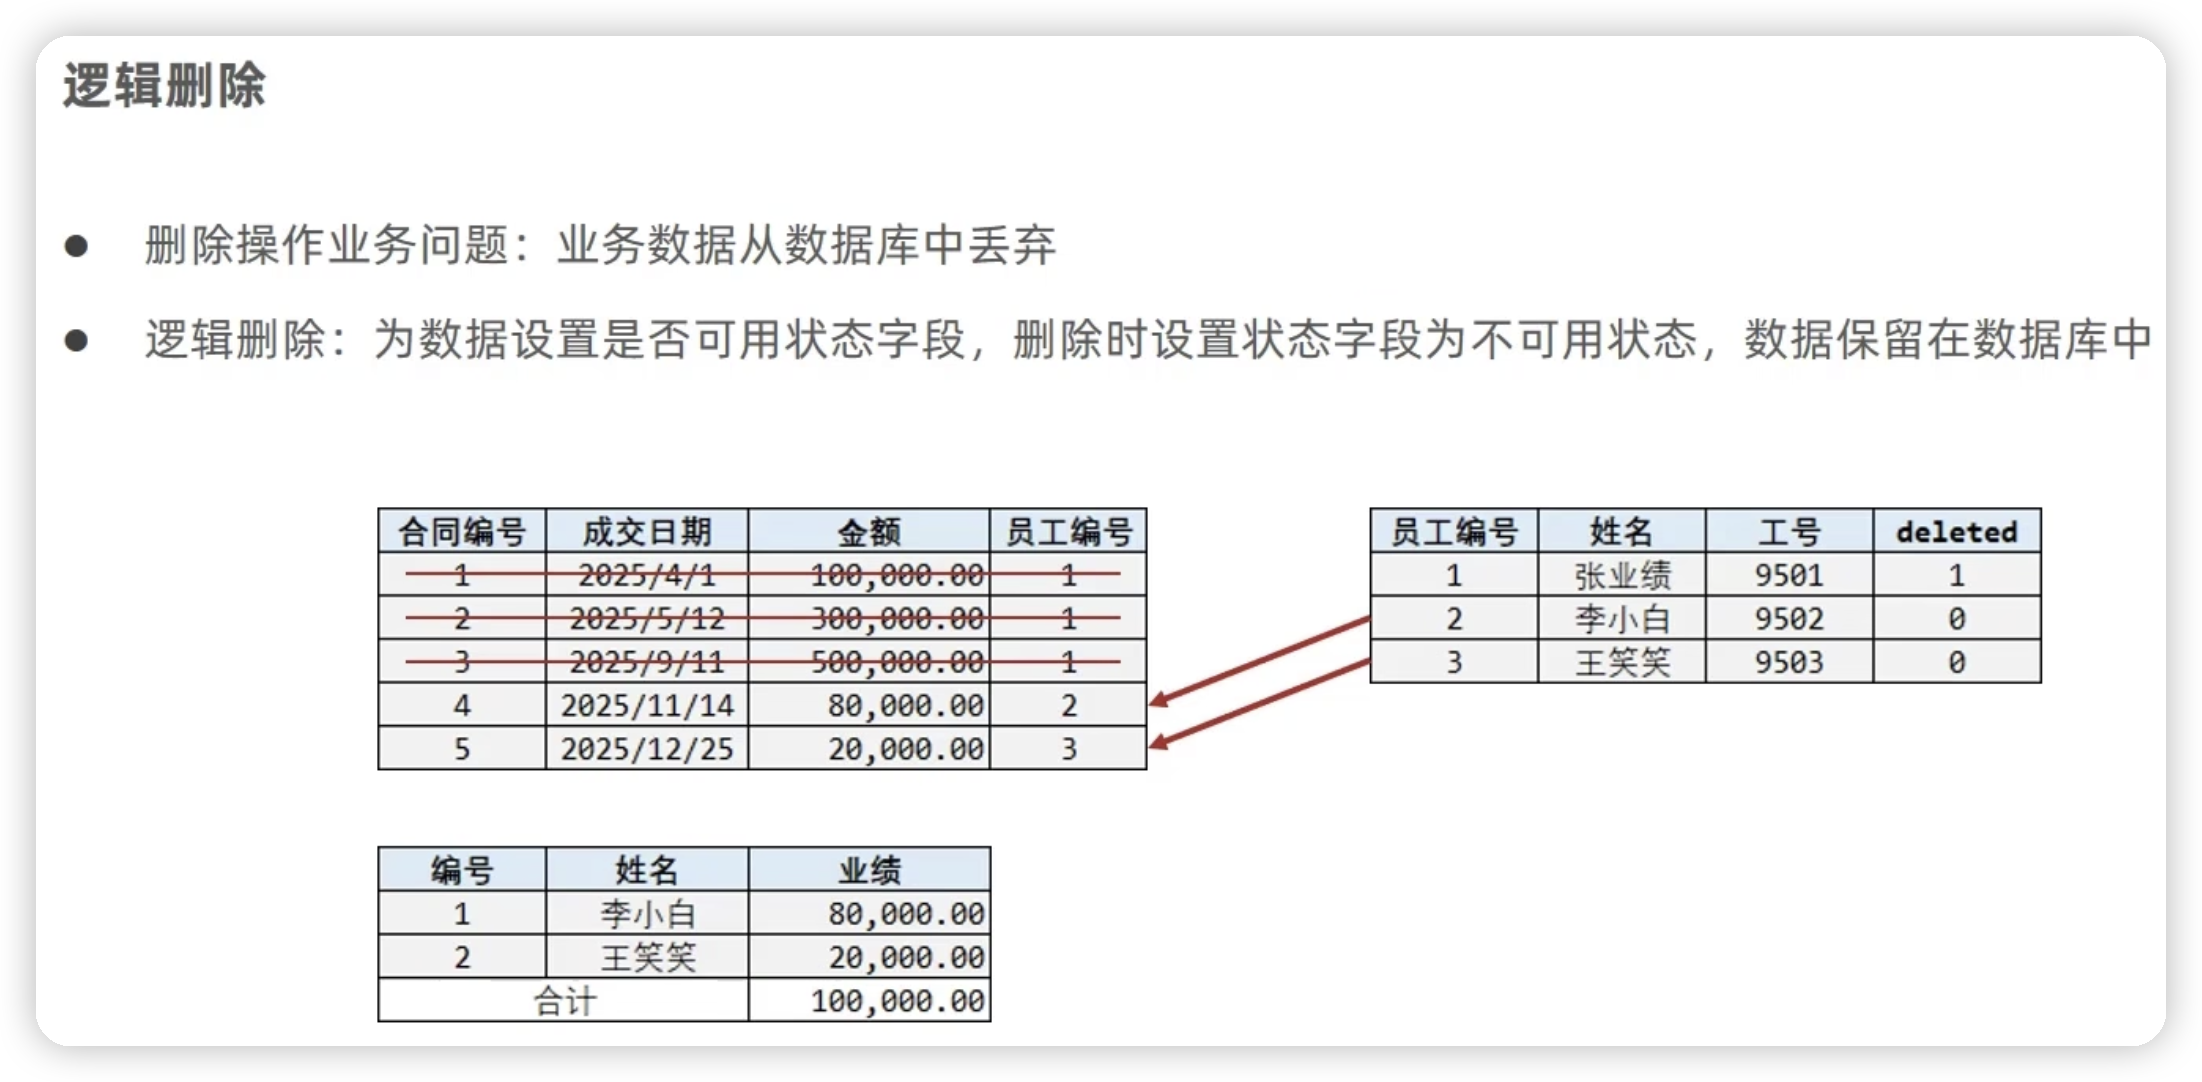 逻辑删除
● 删除操作业务问题：业务数据从数据库中丢弃
● 逻辑删除：为数据设置是否可用状态字段，删除时设置状态字段为不可用状态，数据保留在数据库中
合同编号 成交日期 金额 员工编号
1 2025/4/1 100,000.00 1
2 2025/5/12 300,000.00 1
3 2025/9/11 500,000.00 1
4 2025/11/14 80,000.00 2
5 2025/12/25 20,000.00 3
员工编号 姓名 工号 deleted
1 张业绩 9501 1
2 李小白 9502 0
3 王笑笑 9503 0
编号 姓名 业绩
1 李小白 80,000.00
2 王笑笑 20,000.00
合计 100,000.00